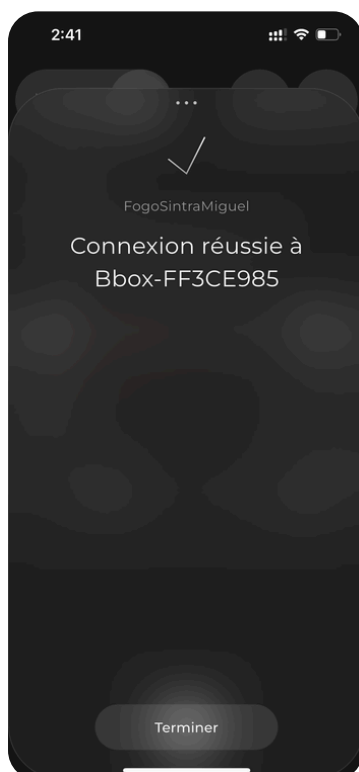 2:41
FogoSintraMiguel
Connexion réussie à
Bbox-FF3CE985
Terminer